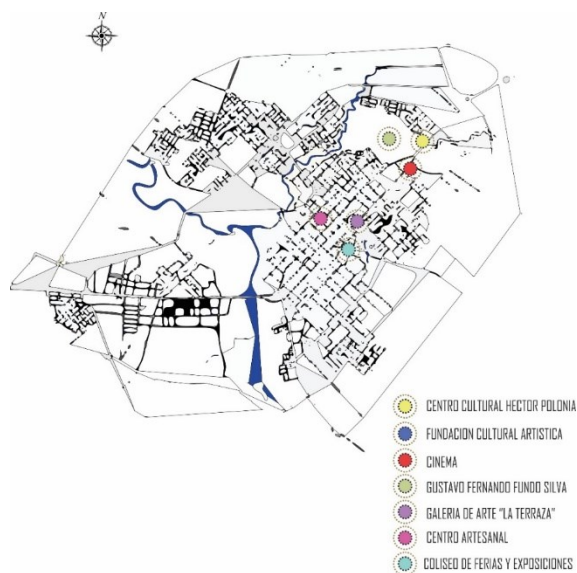 N
CENTRO CULTURAL HECTOR POLONIA
FUNDACION CULTURAL ARTISTICA
CINEMA
GUSTAVO FERNANDO FUNDO SILVA
GALERIA DE ARTE "LA TERRAZA"
CENTRO ARTESANAL
COLISEO DE FERIAS Y EXPOSICIONES